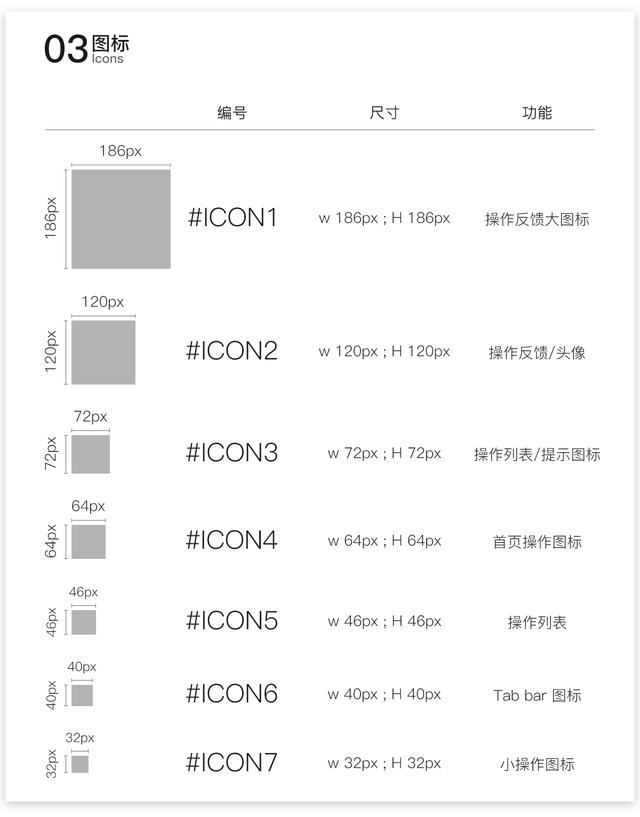 03 图标
Icons
编号 尺寸 功能
186px
186px
#ICON1 w 186px ; H 186px 操作反馈大图标
120px
120px
#ICON2 w 120px ; H 120px 操作反馈/头像
72px
72px
#ICON3 w 72px ; H 72px 操作列表/提示图标
64px
64px
#ICON4 w 64px ; H 64px 首页操作图标
46px
46px
#ICON5 w 46px ; H 46px 操作列表
40px
40px
#ICON6 w 40px ; H 40px Tab bar 图标
32px
32px
#ICON7 w 32px ; H 32px 小操作图标